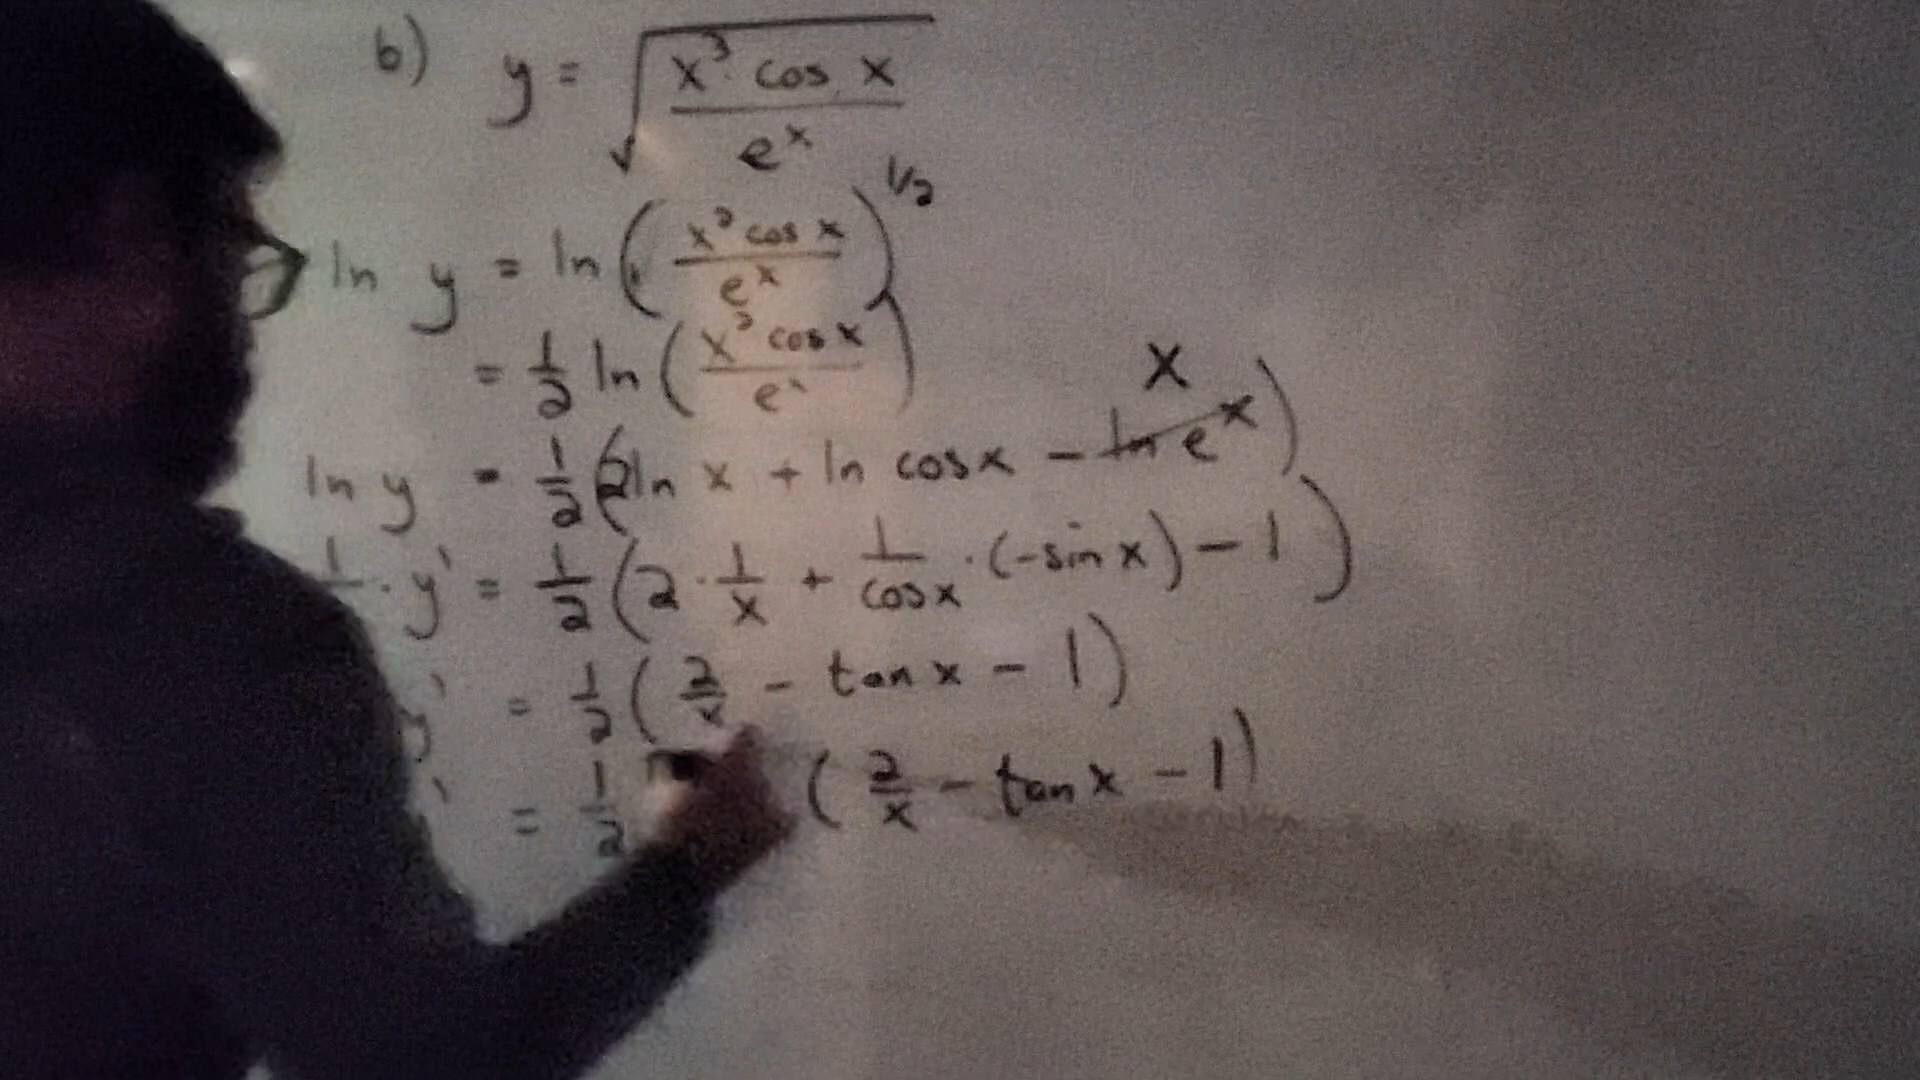 b) y = √(x³ cos x / eˣ)
ln y = ln (x³ cos x / eˣ)^1/2
= 1/2 ln (x³ cos x / eˣ)
x
ln y = 1/2 (2ln x + ln cosx - ln eˣ)
1/ · y' = 1/2 (2 · 1/x + 1/cosx · (-sin x) - 1)
y' = 1/2 (2/x - tan x - 1)
' = 1/2 (2/x - tan x - 1)